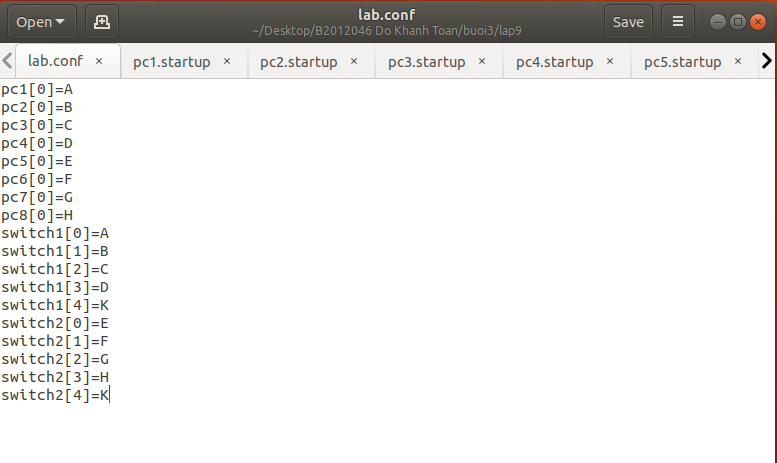 Open
lab.conf
~/Desktop/B2012046 Do Khanh Toan/buoi3/lap9
Save
lab.conf × pc1.startup × pc2.startup × pc3.startup × pc4.startup × pc5.startup ×
pc1[0]=A
pc2[0]=B
pc3[0]=C
pc4[0]=D
pc5[0]=E
pc6[0]=F
pc7[0]=G
pc8[0]=H
switch1[0]=A
switch1[1]=B
switch1[2]=C
switch1[3]=D
switch1[4]=K
switch2[0]=E
switch2[1]=F
switch2[2]=G
switch2[3]=H
switch2[4]=K